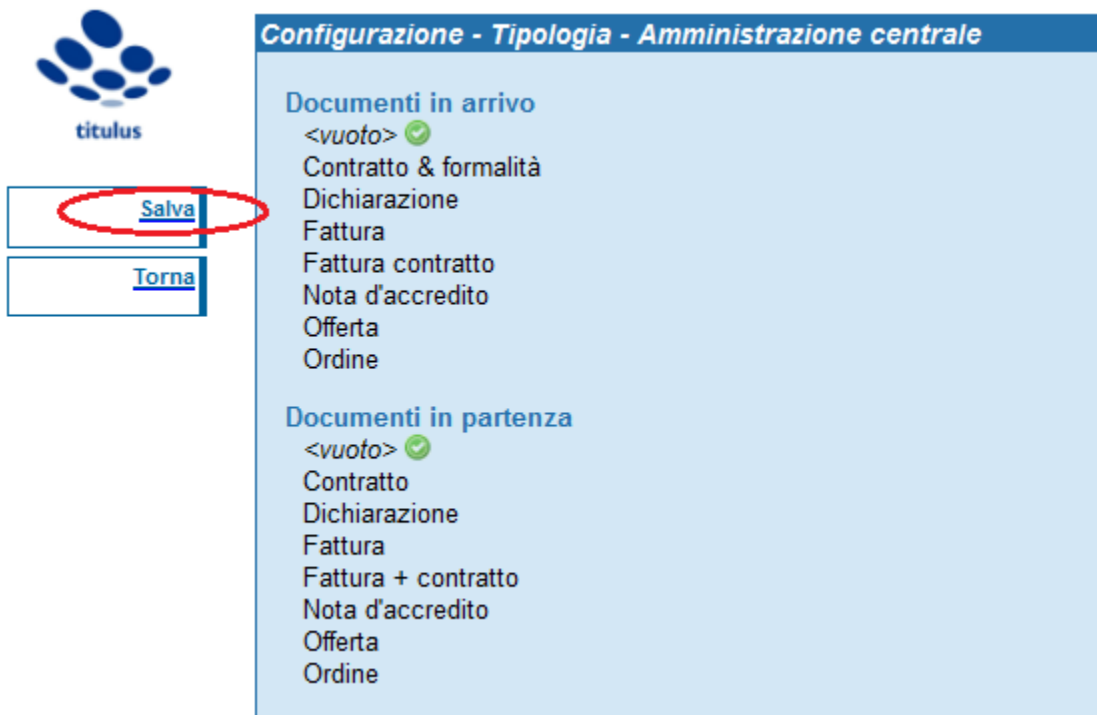 titulus
Salva
Torna
Configurazione - Tipologia - Amministrazione centrale
Documenti in arrivo
<vuoto>
Contratto & formalità
Dichiarazione
Fattura
Fattura contratto
Nota d'accredito
Offerta
Ordine
Documenti in partenza
<vuoto>
Contratto
Dichiarazione
Fattura
Fattura + contratto
Nota d'accredito
Offerta
Ordine